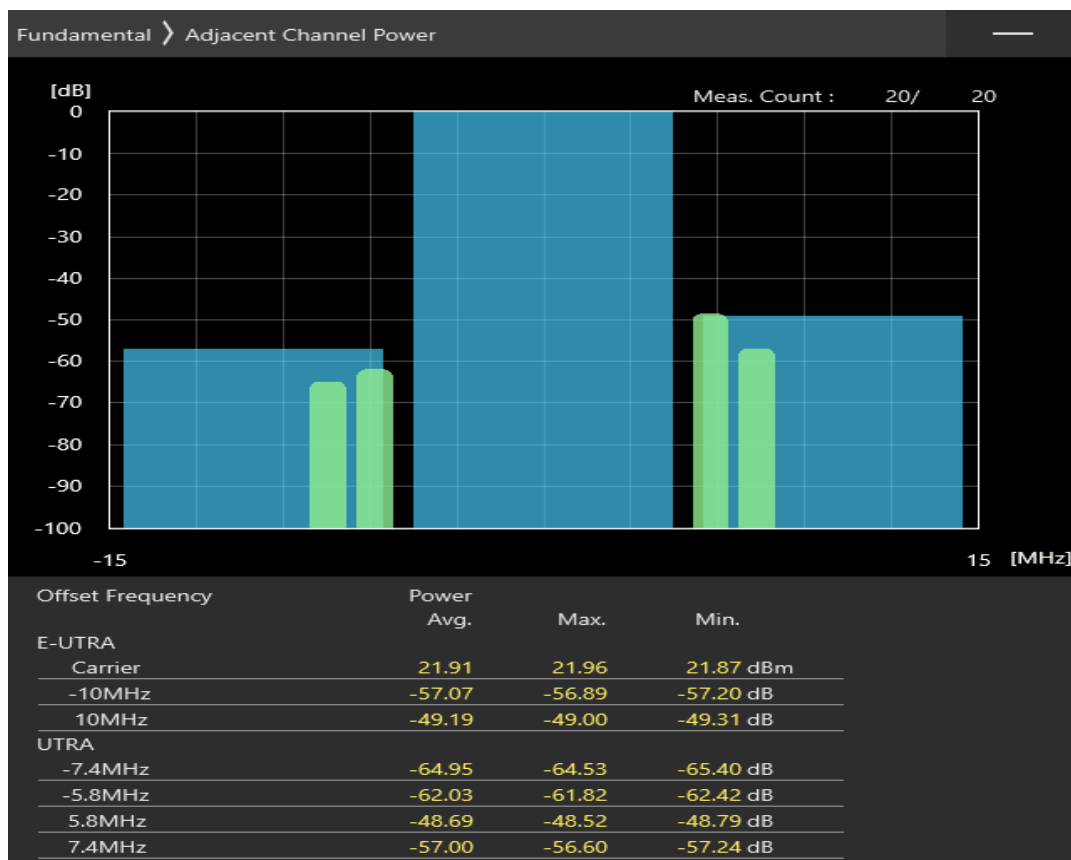 Fundamental ❯ Adjacent Channel Power
[dB]
Meas. Count : 20/ 20
0
-10
-20
-30
-40
-50
-60
-70
-80
-90
-100
-15 15 [MHz]
Offset Frequency Power
Avg. Max. Min.
E-UTRA
Carrier 21.91 21.96 21.87 dBm
-10MHz -57.07 -56.89 -57.20 dB
10MHz -49.19 -49.00 -49.31 dB
UTRA
-7.4MHz -64.95 -64.53 -65.40 dB
-5.8MHz -62.03 -61.82 -62.42 dB
5.8MHz -48.69 -48.52 -48.79 dB
7.4MHz -57.00 -56.60 -57.24 dB